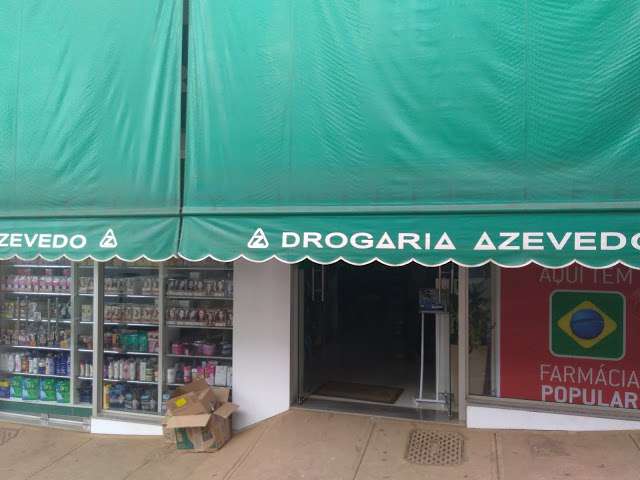 ZEVEDO
DROGARIA AZEVEDO
AQUI TEM
FARMÁCIA
POPULAR